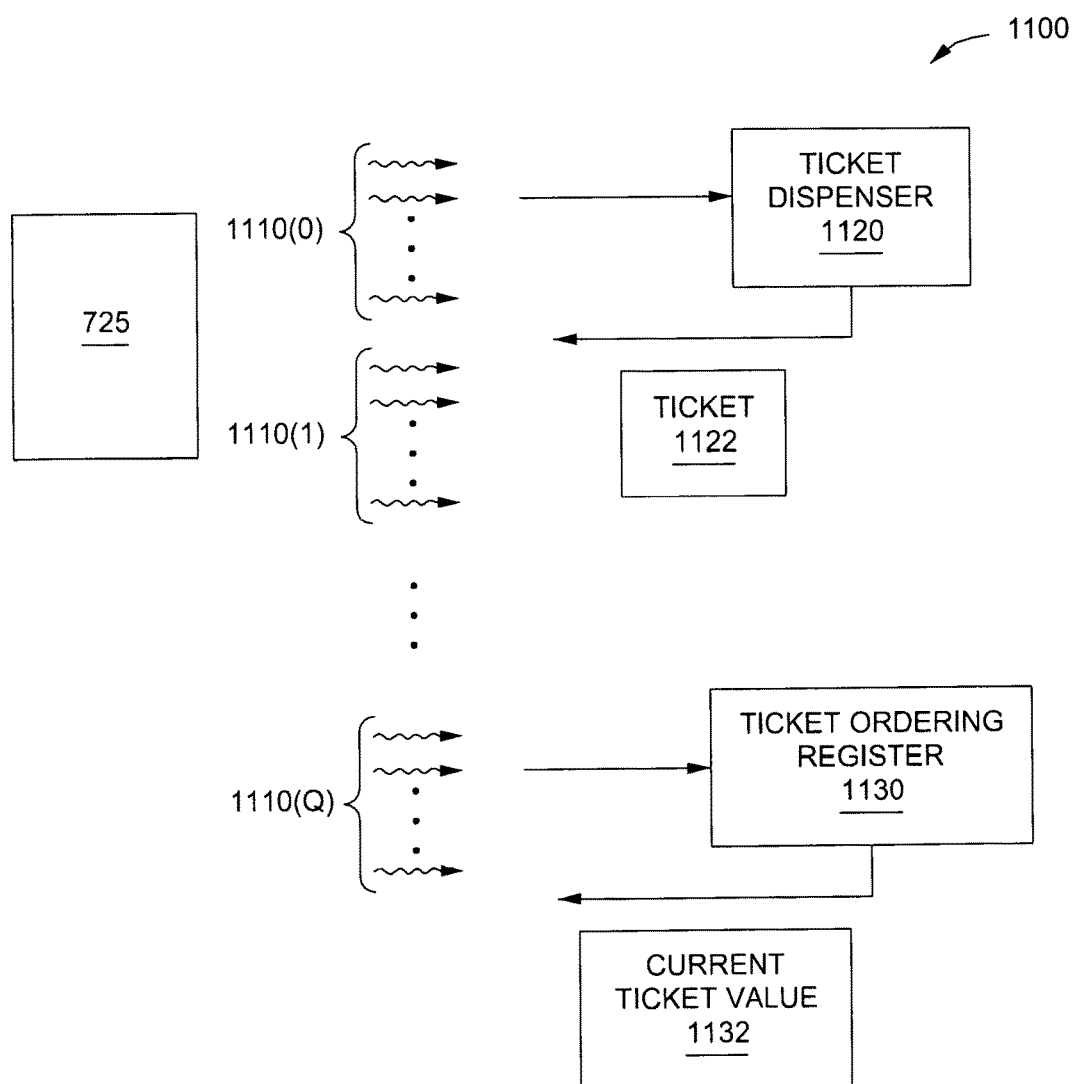 1100
TICKET
DISPENSER
1120
1110(0)
725
1110(1)
TICKET
1122
1110(Q)
TICKET ORDERING
REGISTER
1130
CURRENT
TICKET VALUE
1132